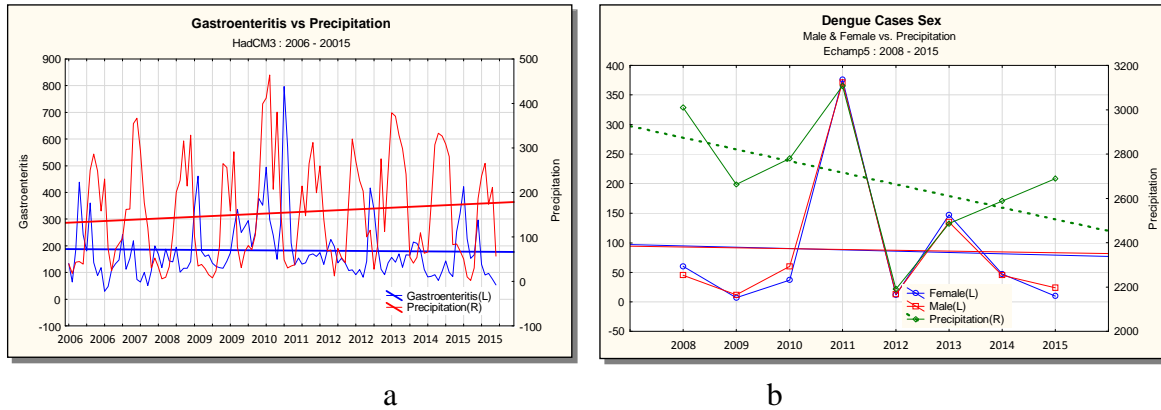 Gastroenteritis vs Precipitation
HadCM3 : 2006 - 20015
900
800
700
600
500
400
300
200
100
0
-100
Gastroenteritis
500
400
300
200
100
0
-100
Precipitation
2006 2006 2007 2008 2009 2009 2010 2011 2012 2012 2013 2014 2015 2015
Gastroenteritis(L)
Precipitation(R)
a
Dengue Cases Sex
Male & Female vs. Precipitation
Echamp5 : 2008 - 2015
400
350
300
250
200
150
100
50
0
-50
3200
3000
2800
2600
2400
2200
2000
Precipitation
2008 2009 2010 2011 2012 2013 2014 2015
Female(L)
Male(L)
Precipitation(R)
b